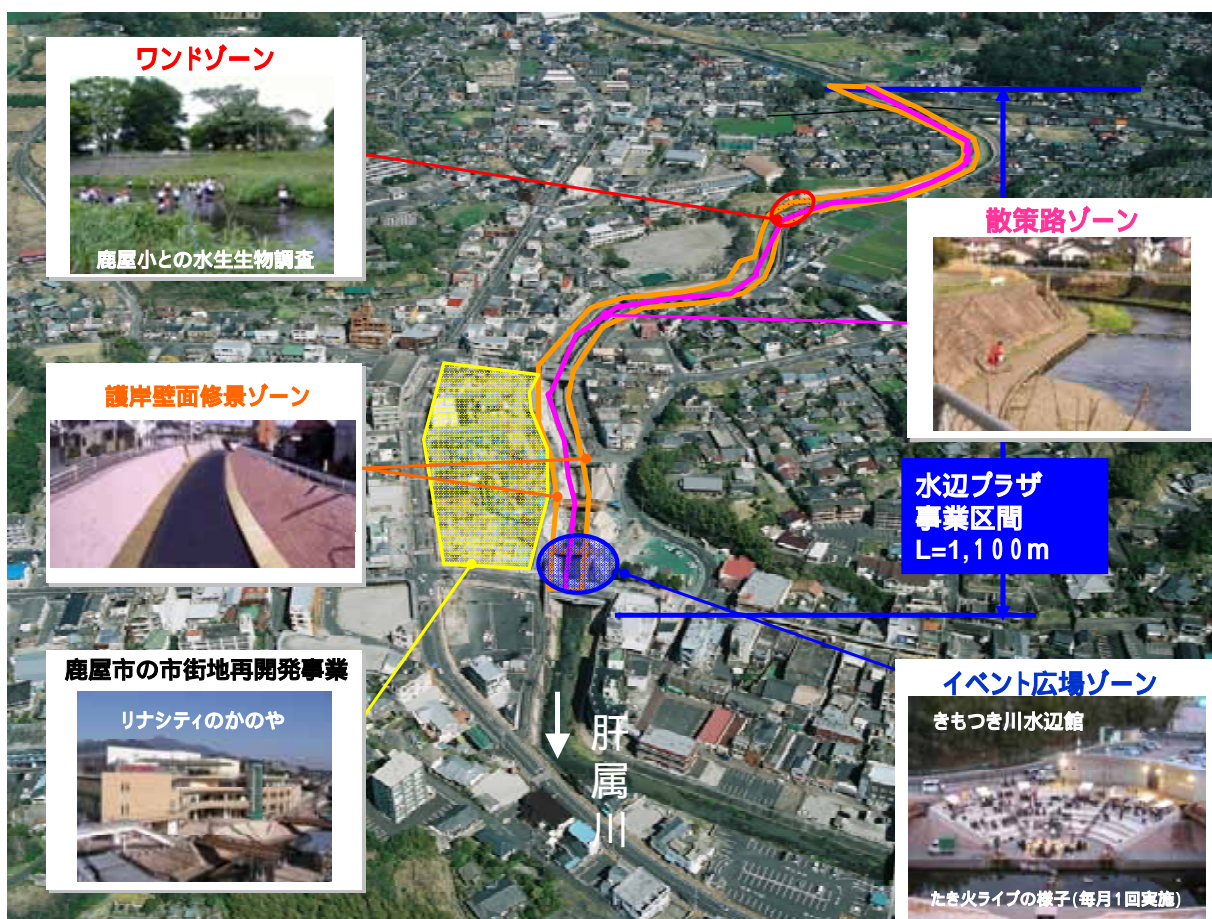 ワンドゾーン
鹿屋小との水生生物調査
散策路ゾーン
護岸壁面修景ゾーン
水辺プラザ
事業区間
L=1,100m
鹿屋市の市街地再開発事業
リナシティのかのや
イベント広場ゾーン
きもつき川水辺館
たき火ライブの様子(毎月1回実施)
肝属川